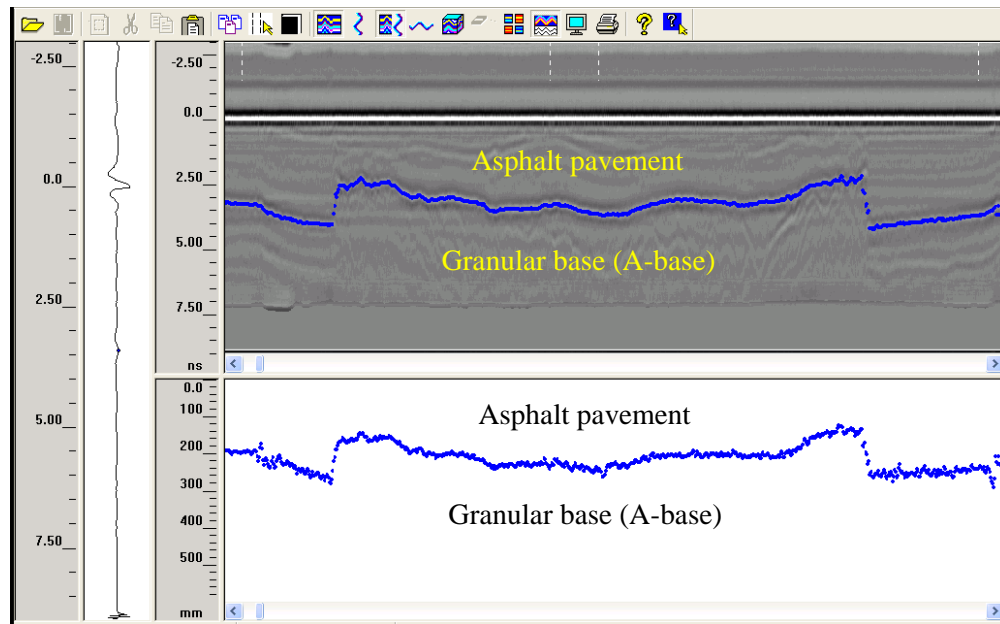 -2.50
0.0
2.50
5.00
7.50
-2.50
0.0
2.50
5.00
7.50
ns
Asphalt pavement
Granular base (A-base)
0.0
100
200
300
400
500
mm
Asphalt pavement
Granular base (A-base)